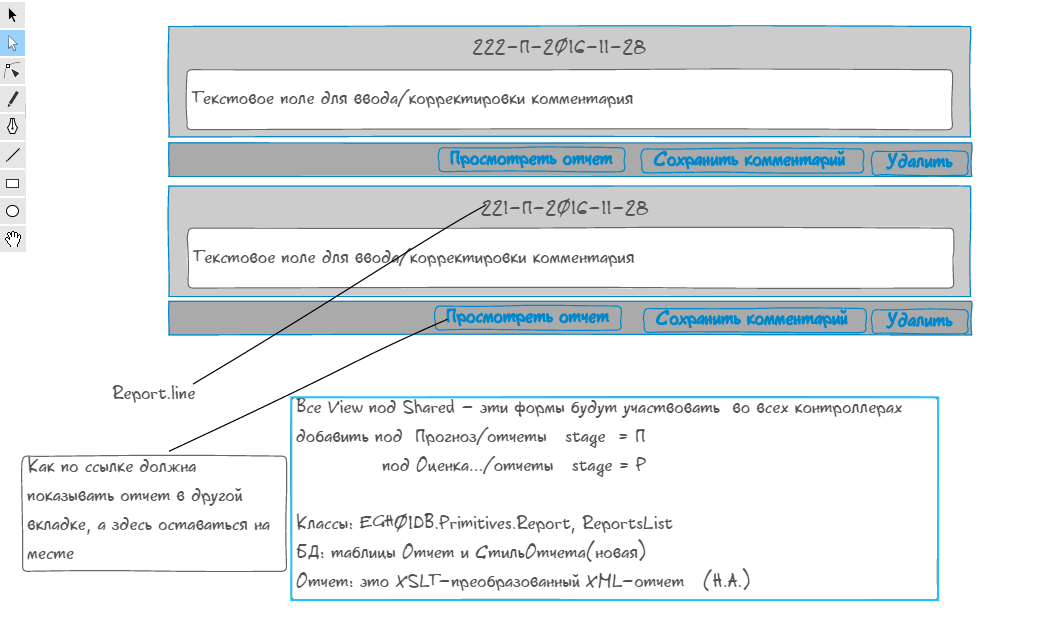 222-П-2016-11-28
Текстовое поле для ввода/корректировки комментария
Просмотреть отчет Сохранить комментарий Удалить
221-П-2016-11-28
Текстовое поле для ввода/корректировки комментария
Просмотреть отчет Сохранить комментарий Удалить
Report.line
Как по ссылке должна
показывать отчет в другой
вкладке, а здесь оставаться на
месте
Все View под Shared - эти формы будут участвовать во всех контроллерах
добавить под Прогноз/отчеты stage = П
под Оценка.../отчеты stage = Р
Классы: EGH01DB.Primitives.Report, ReportsList
БД: таблицы Отчет и СтильОтчета(новая)
Отчет: это XSLT-преобразованный XML-отчет (Н.А.)